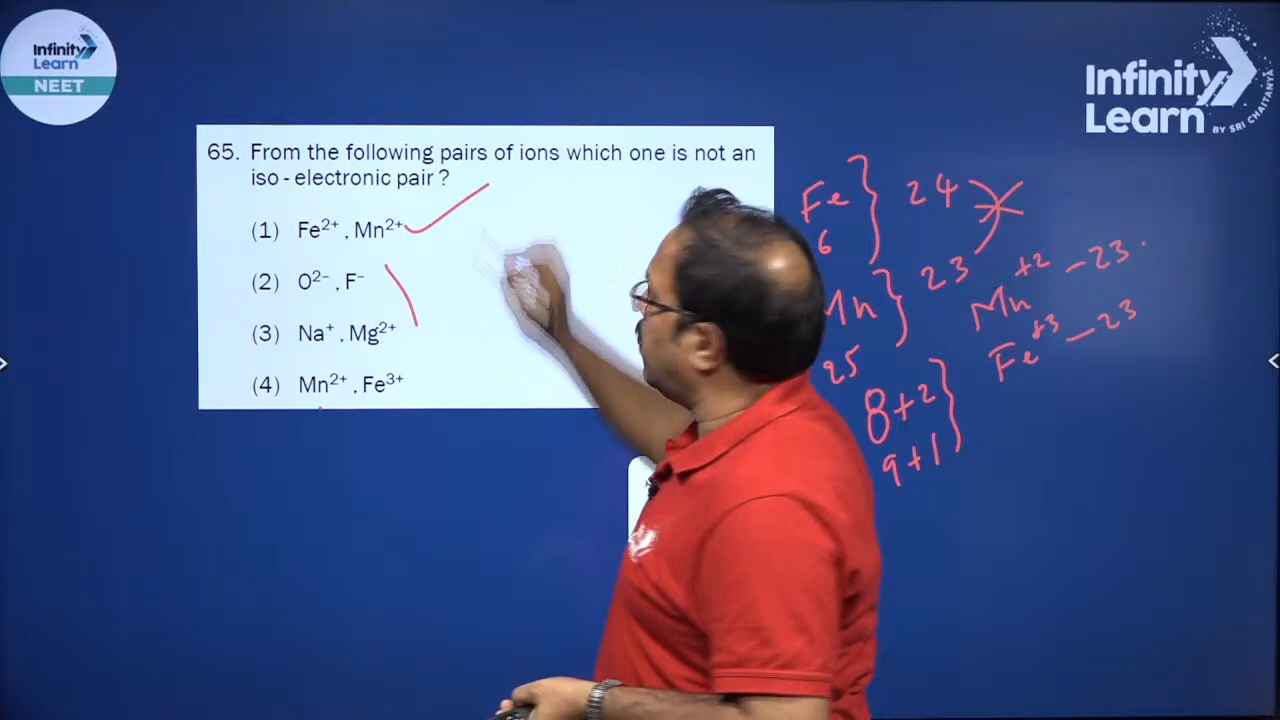 Infinity
Learn
NEET
Infinity
Learn
BY SRI CHAITANYA
65. From the following pairs of ions which one is not an
iso - electronic pair ?
(1) Fe²⁺ , Mn²⁺
(2) O²⁻ , F⁻
(3) Na⁺ , Mg²⁺
(4) Mn²⁺ , Fe³⁺
Fe } 24
6
Mn } 23
25
Mn⁺² – 23
Fe⁺³ – 23
8+2 }
9+1